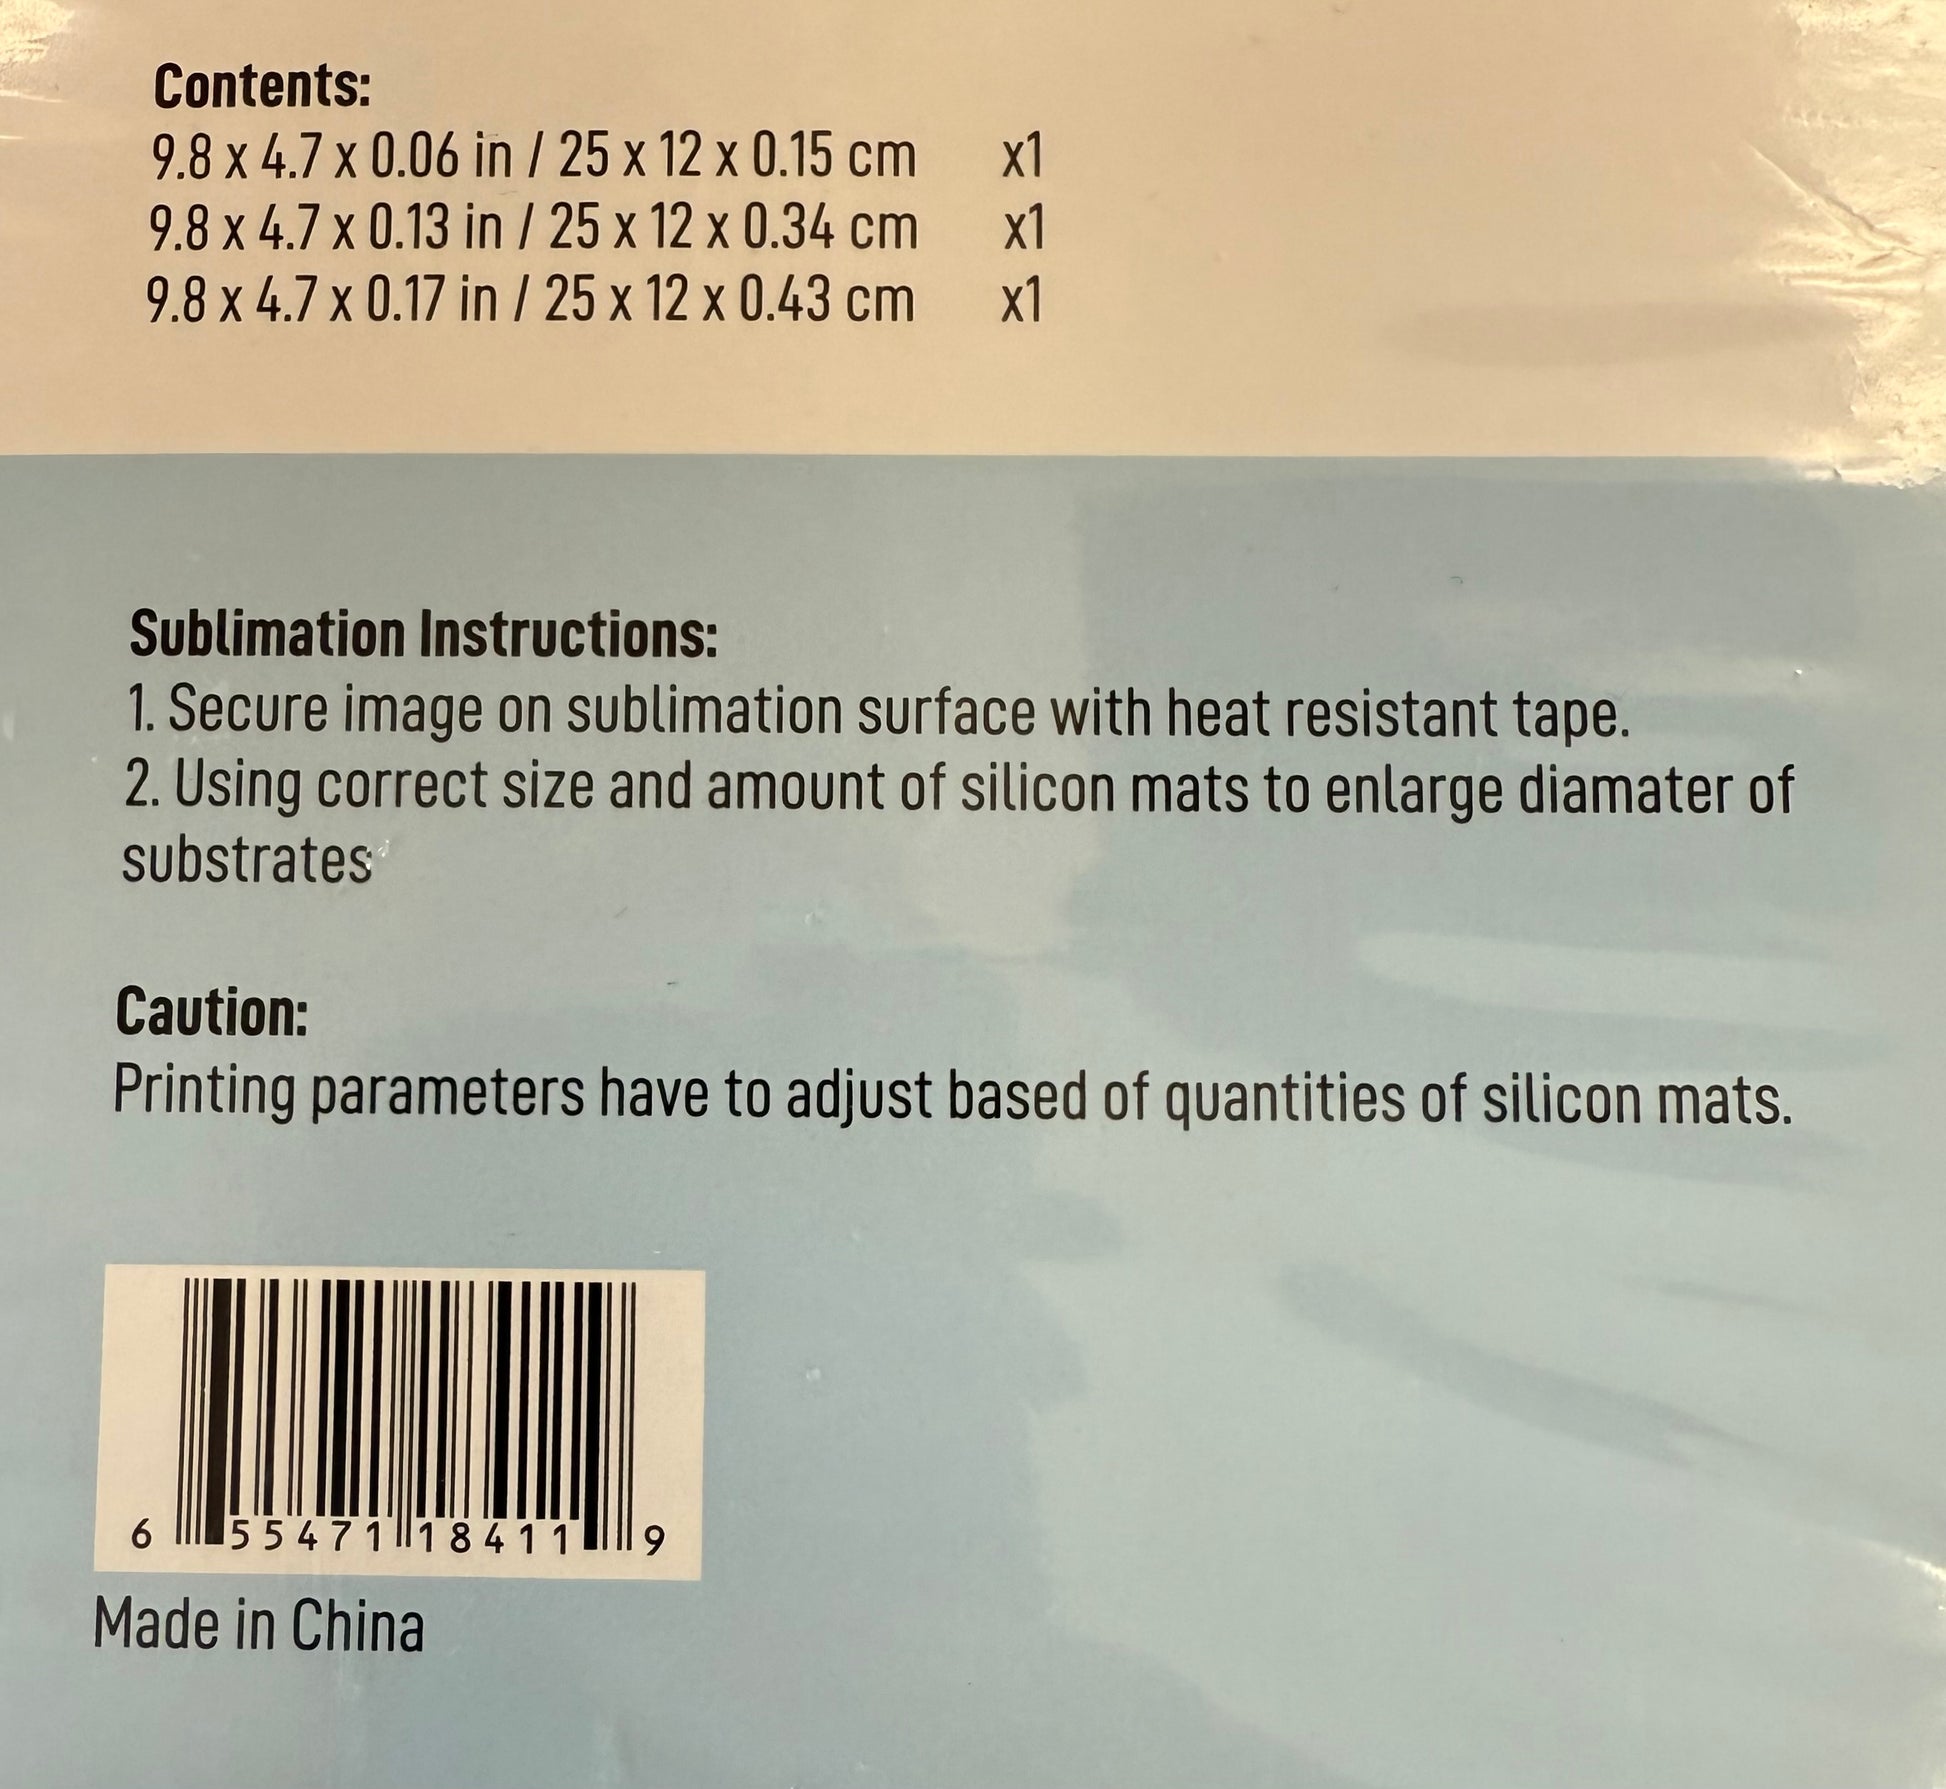 Contents:
9.8 x 4.7 x 0.06 in / 25 x 12 x 0.15 cm x1
9.8 x 4.7 x 0.13 in / 25 x 12 x 0.34 cm x1
9.8 x 4.7 x 0.17 in / 25 x 12 x 0.43 cm x1
Sublimation Instructions:
1. Secure image on sublimation surface with heat resistant tape.
2. Using correct size and amount of silicon mats to enlarge diamater of
substrates
Caution:
Printing parameters have to adjust based of quantities of silicon mats.
6 55471 18411 9
Made in China